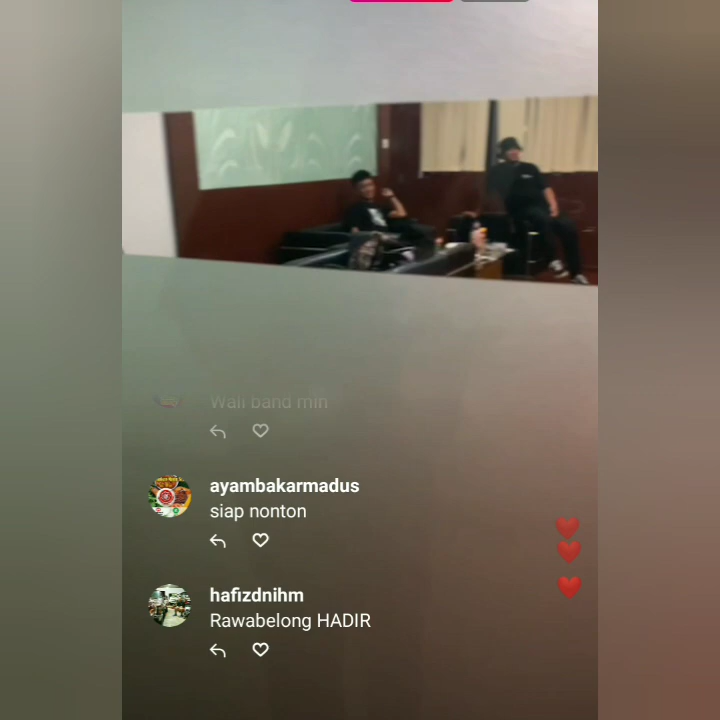 Wali band min
ayambakarmadus
siap nonton
hafizdnihm
Rawabelong HADIR